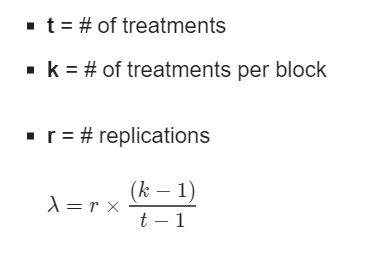 ▪ t = # of treatments
▪ k = # of treatments per block
▪ r = # replications
λ = r × (k − 1) / t − 1